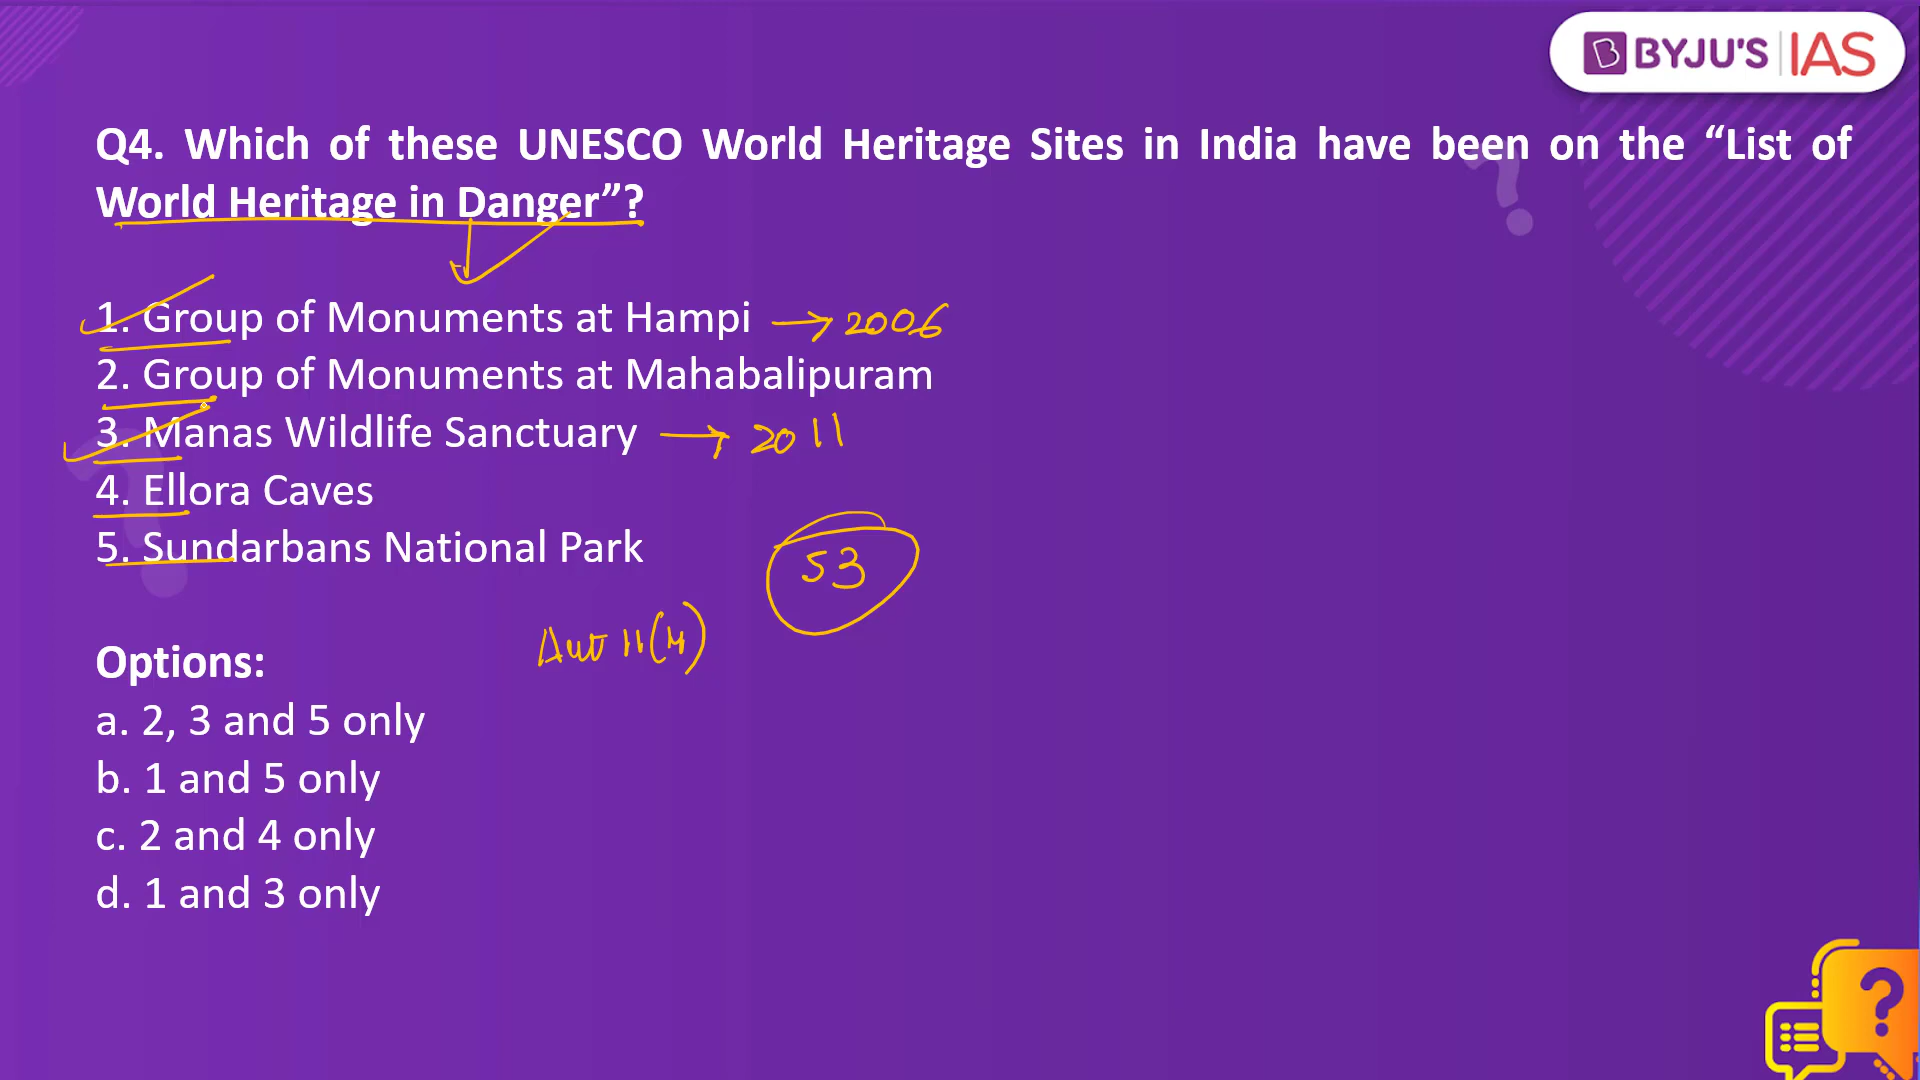 BYJU'S IAS
Q4. Which of these UNESCO World Heritage Sites in India have been on the “List of
World Heritage in Danger”?
1. Group of Monuments at Hampi → 2006
2. Group of Monuments at Mahabalipuram
3. Manas Wildlife Sanctuary → 2011
4. Ellora Caves
5. Sundarbans National Park
53
11(4)
Options:
a. 2, 3 and 5 only
b. 1 and 5 only
c. 2 and 4 only
d. 1 and 3 only